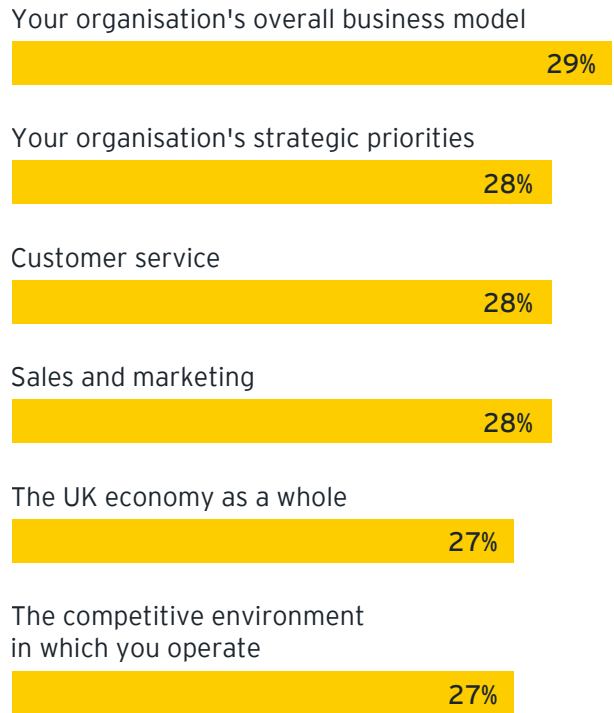 Your organisation's overall business model
29%
Your organisation's strategic priorities
28%
Customer service
28%
Sales and marketing
28%
The UK economy as a whole
27%
The competitive environment
in which you operate
27%